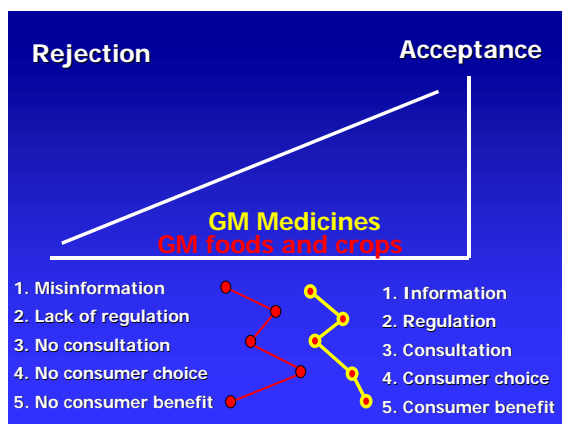 Rejection
Acceptance
GM Medicines
GM foods and crops
1. Misinformation
2. Lack of regulation
3. No consultation
4. No consumer choice
5. No consumer benefit
1. Information
2. Regulation
3. Consultation
4. Consumer choice
5. Consumer benefit